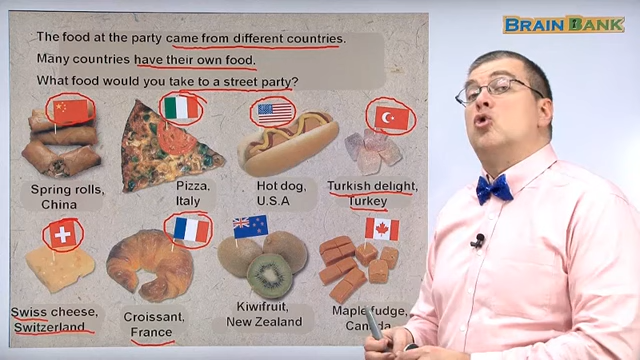 BRAIN BANK
The food at the party came from different countries.
Many countries have their own food.
What food would you take to a street party?
Spring rolls,
China
Pizza,
Italy
Hot dog,
U.S.A
Turkish delight,
Turkey
Swiss cheese,
Switzerland
Croissant,
France
Kiwifruit,
New Zealand
Maple fudge,
Canada